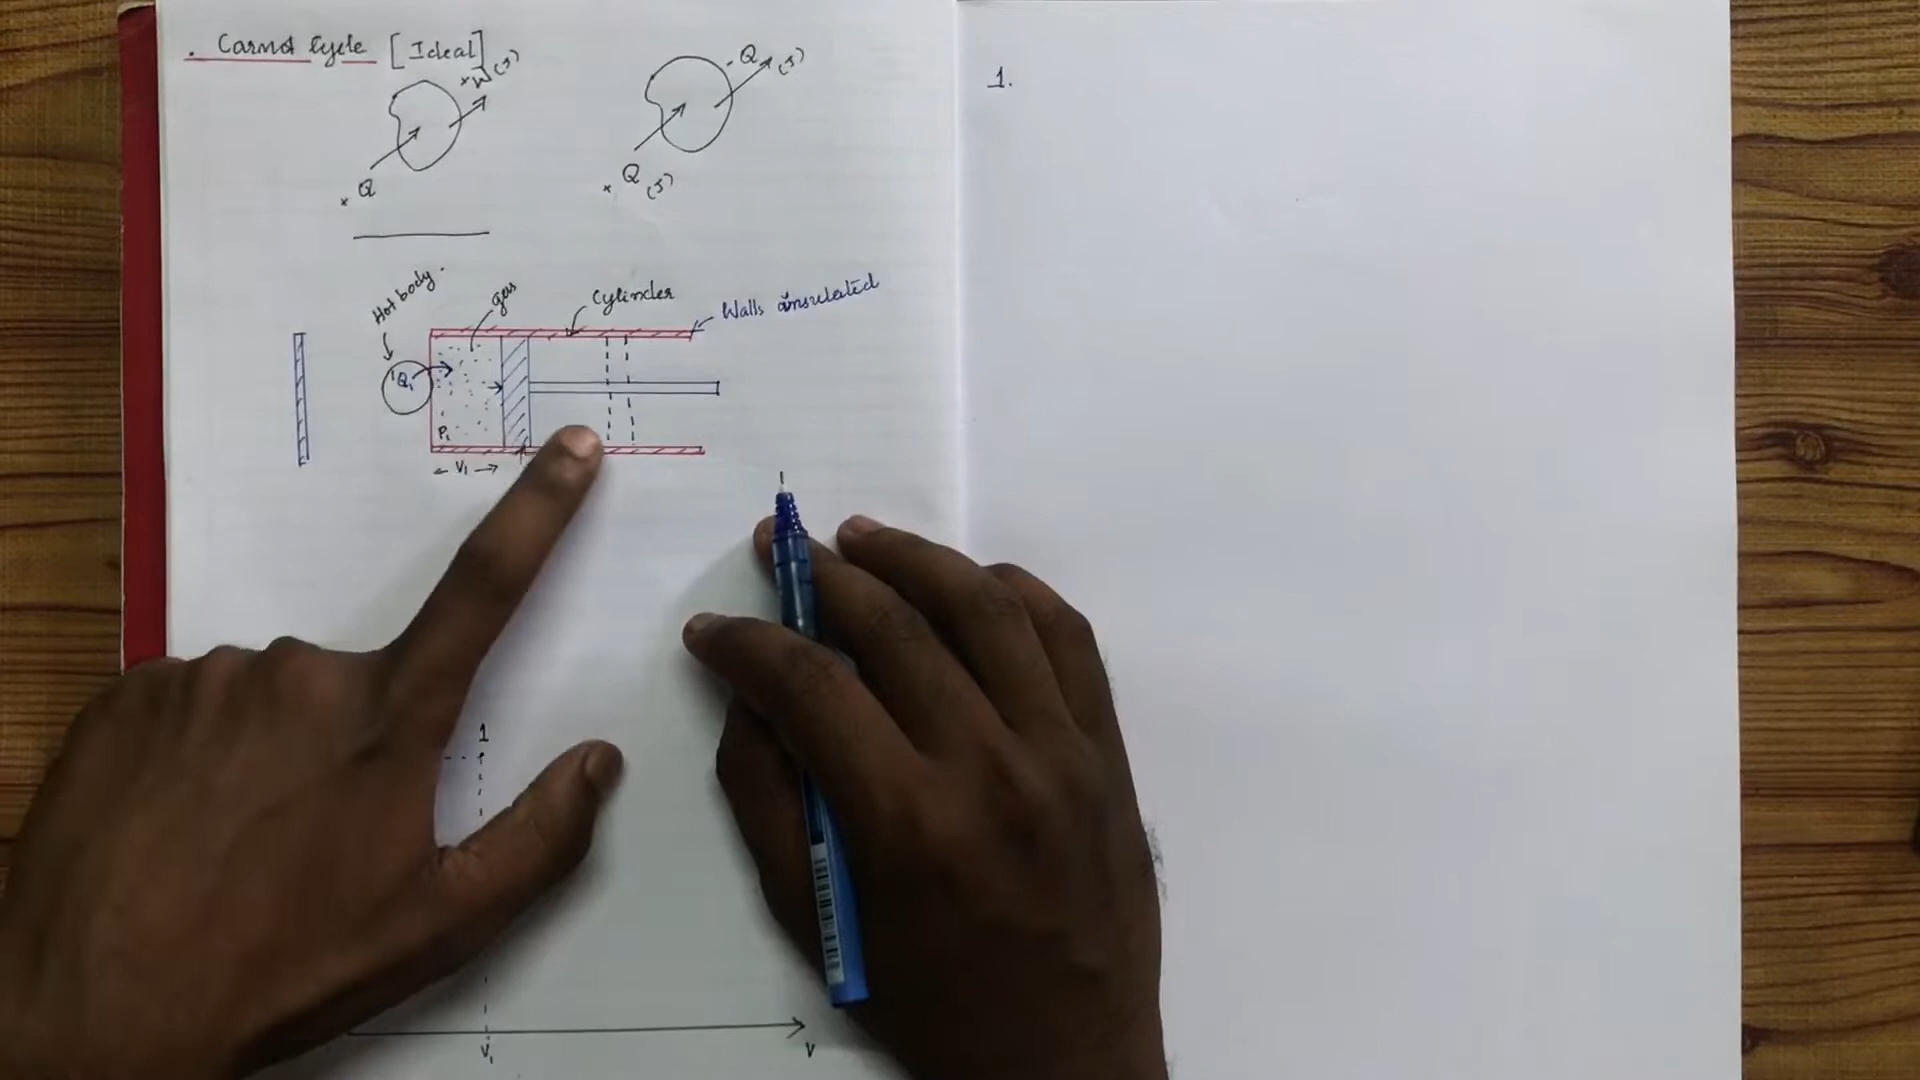 . Carnot Cycle [Ideal]
+W (J)
+ Q
- Q (J)
+ Q (J)
1.
Hot body.
gas
Cylinder
Walls insulated
Q₁
P₁
← V₁ →
1
V₁
V